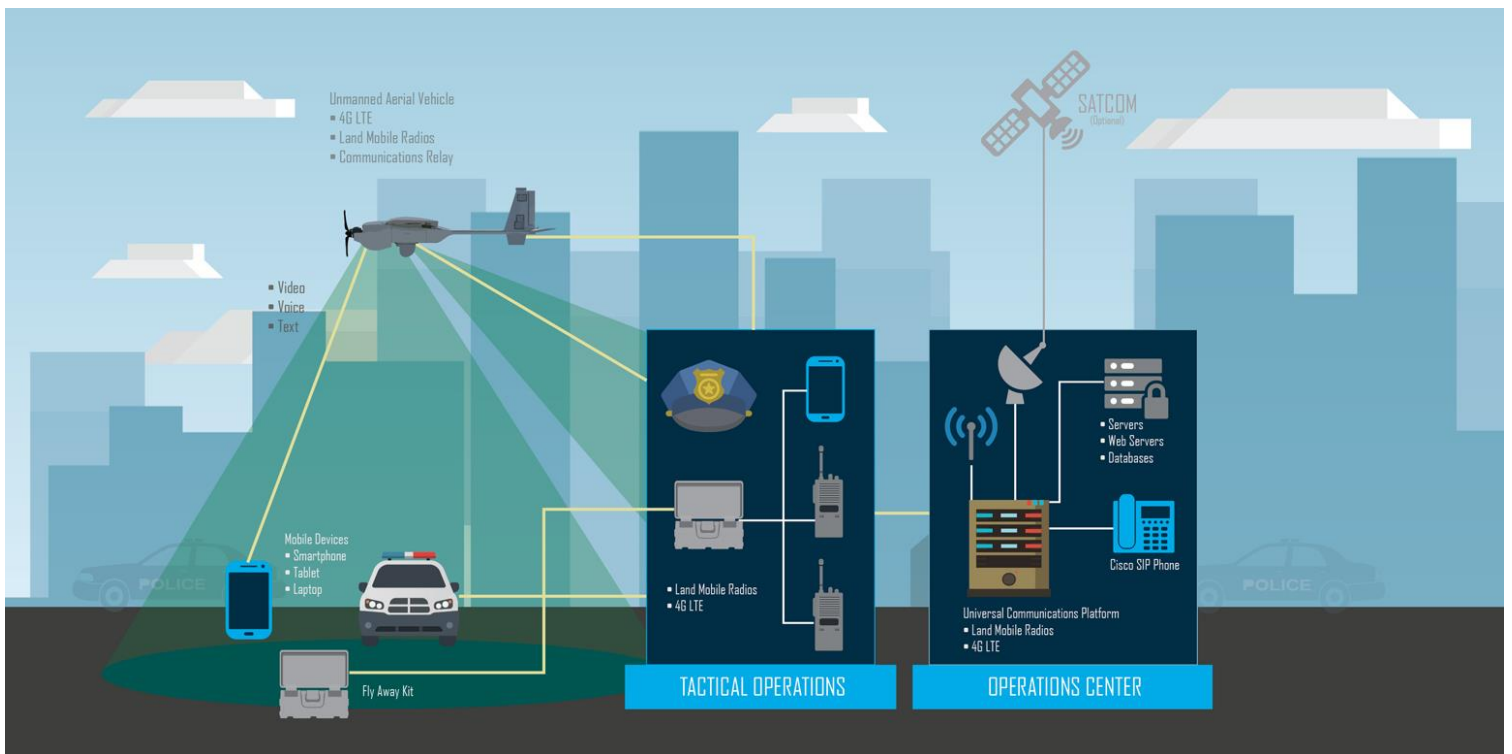 Unmanned Aerial Vehicle
▪ 4G LTE
▪ Land Mobile Radios
▪ Communications Relay
SATCOM
(Optional)
▪ Video
▪ Voice
▪ Text
▪ Servers
▪ Web Servers
▪ Databases
Mobile Devices
▪ Smartphone
▪ Tablet
▪ Laptop
POLICE
Cisco SIP Phone
POLICE
▪ Land Mobile Radios
▪ 4G LTE
Universal Communications Platform
▪ Land Mobile Radios
▪ 4G LTE
Fly Away Kit
TACTICAL OPERATIONS
OPERATIONS CENTER